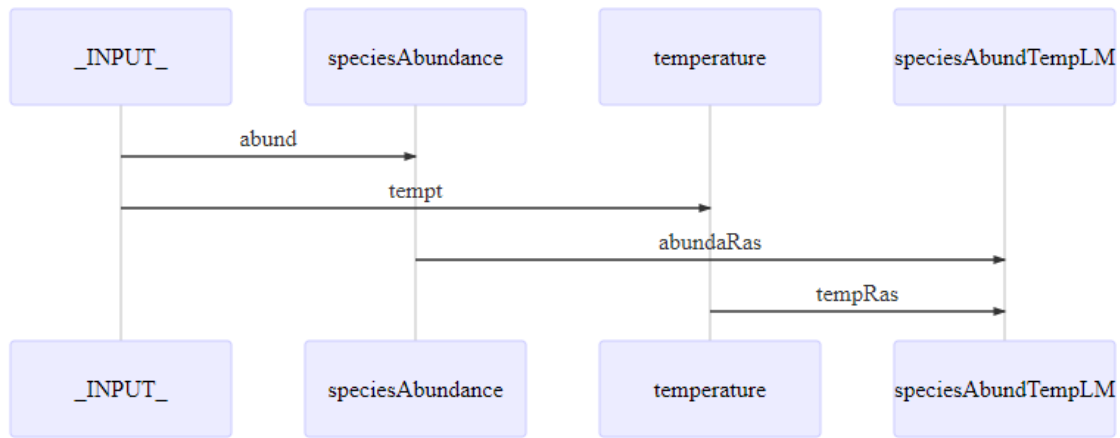 _INPUT_
speciesAbundance
temperature
speciesAbundTempLM
abund
tempt
abundaRas
tempRas
_INPUT_
speciesAbundance
temperature
speciesAbundTempLM